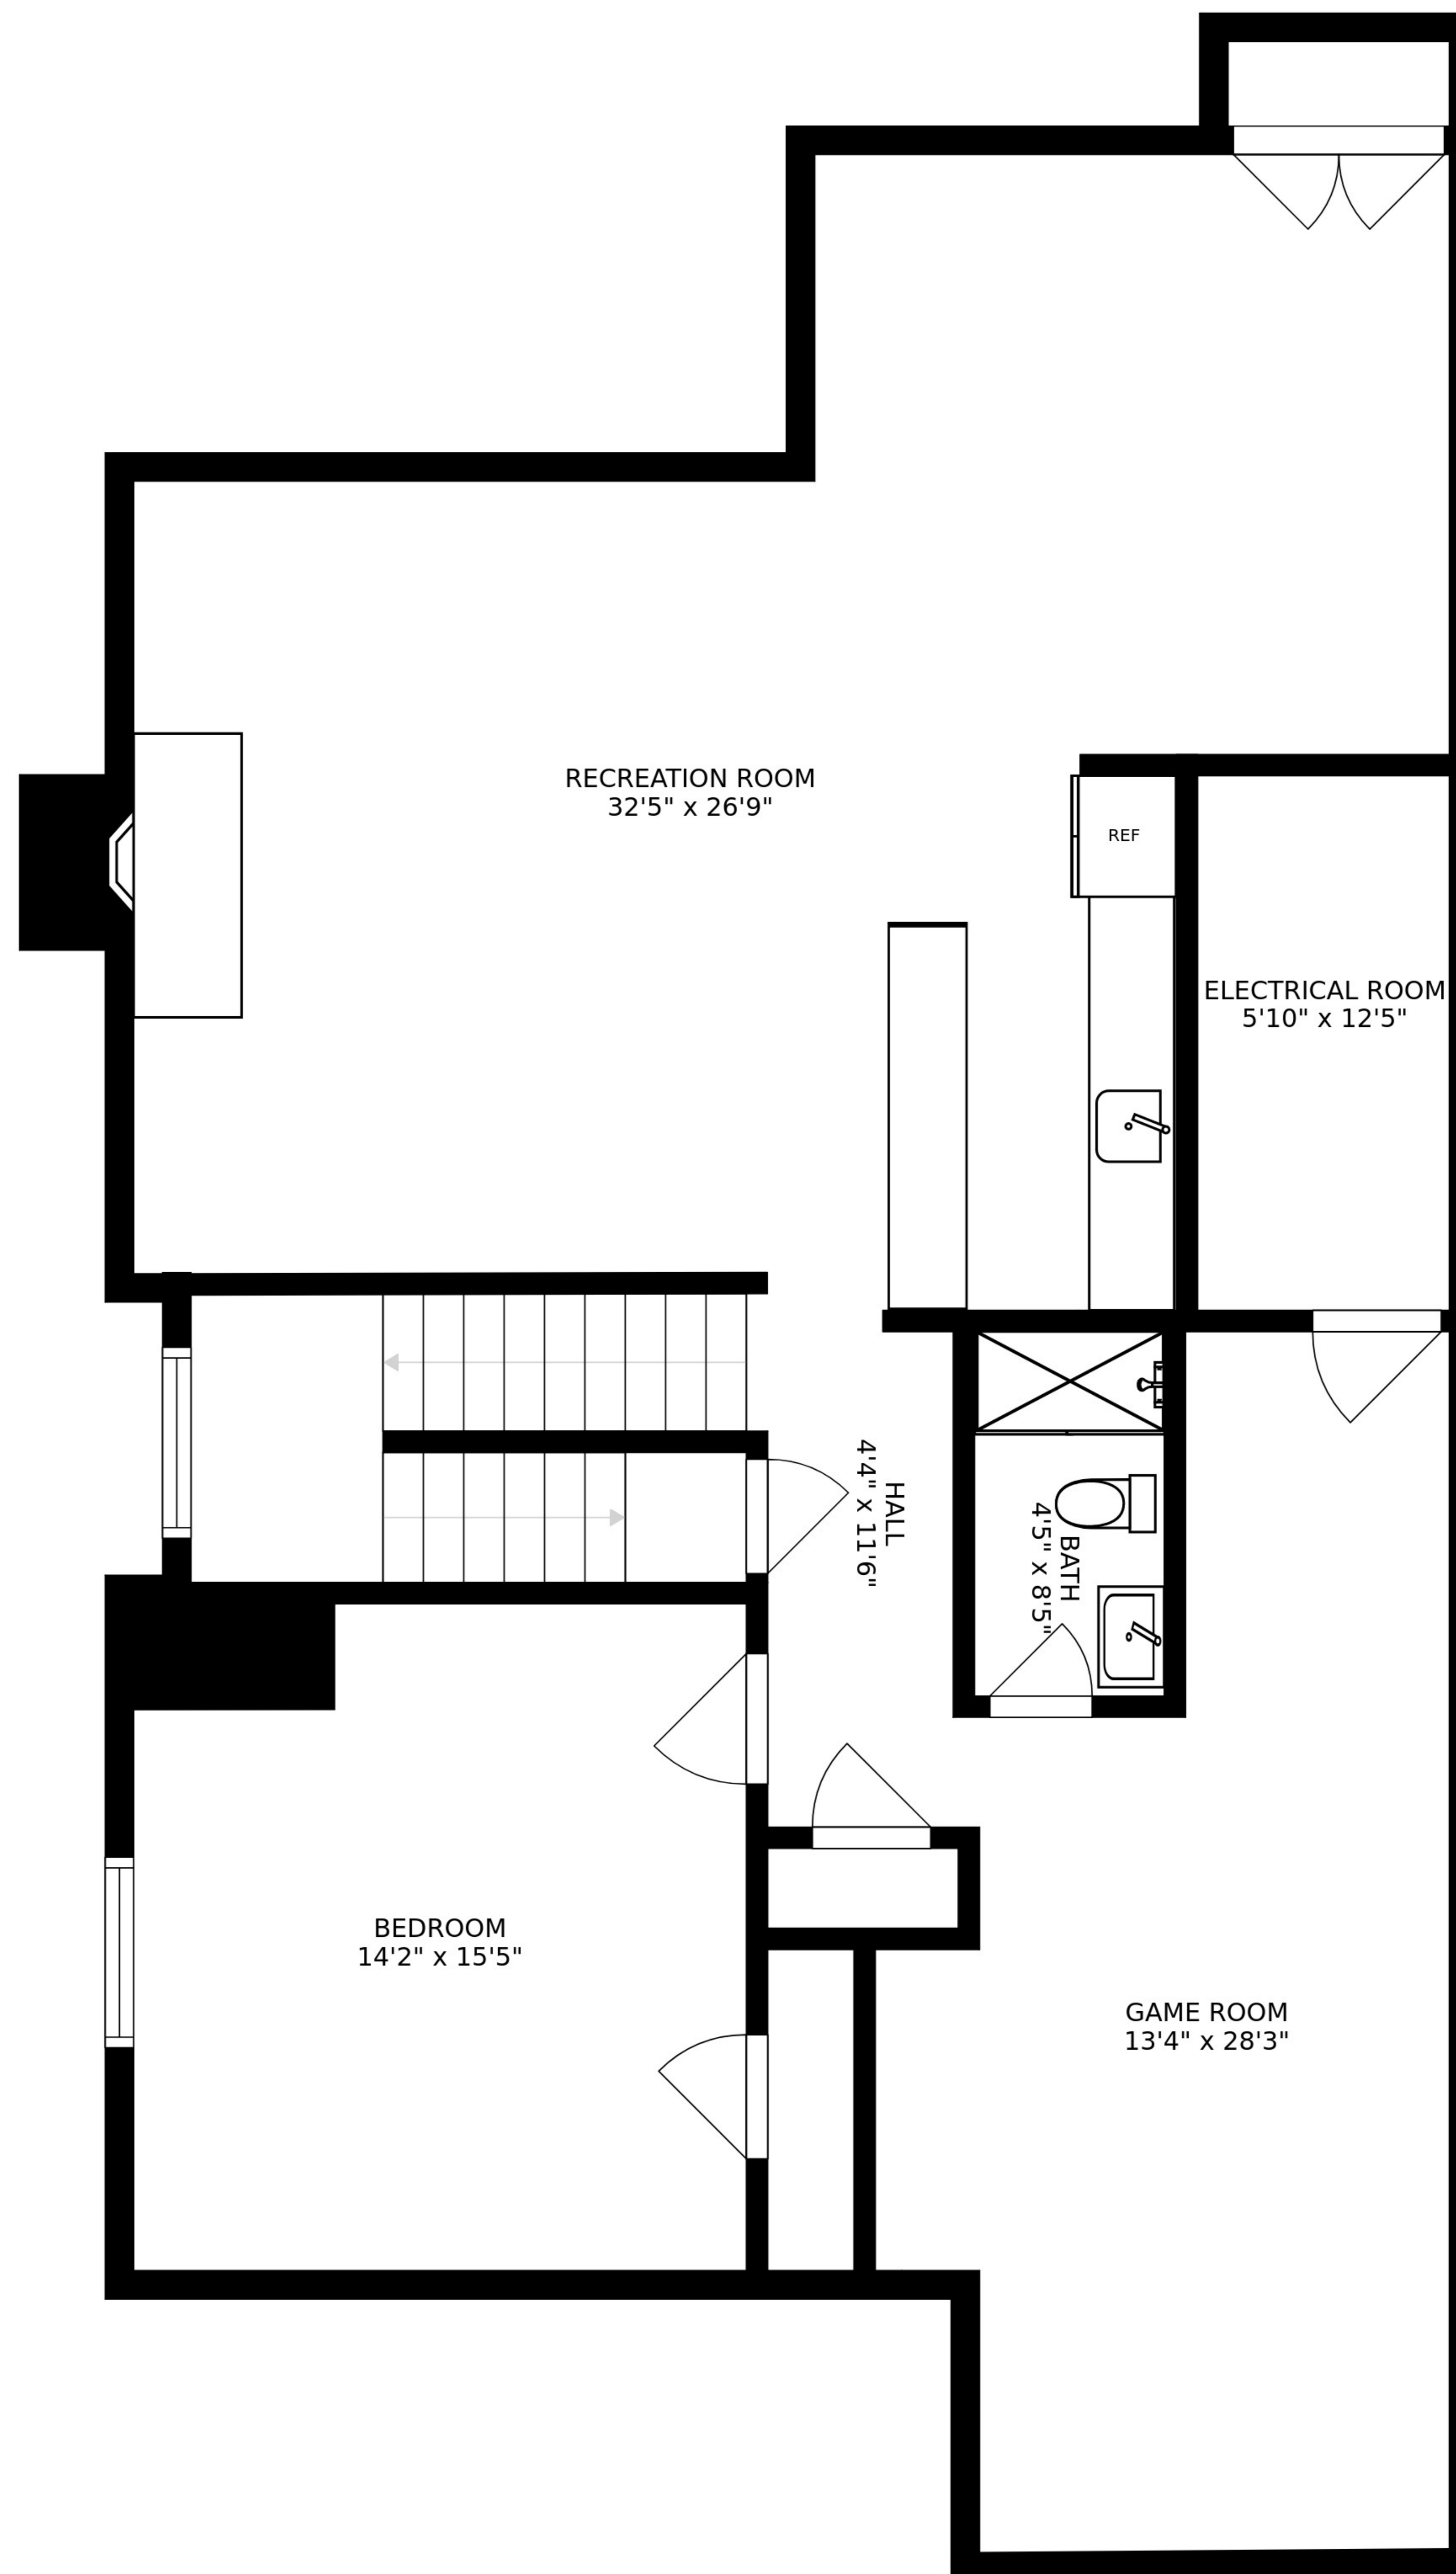 RECREATION ROOM
32'5" x 26'9"
REF
ELECTRICAL ROOM
5'10" x 12'5"
HALL
4'4" x 11'6"
BATH
4'5" x 8'5"
BEDROOM
14'2" x 15'5"
GAME ROOM
13'4" x 28'3"